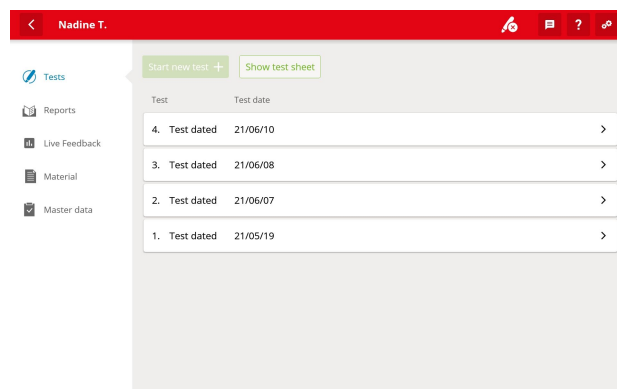 Nadine T.
?
Tests
Reports
Live Feedback
Material
Master data
Start new test +
Show test sheet
Test Test date
4. Test dated 21/06/10
3. Test dated 21/06/08
2. Test dated 21/06/07
1. Test dated 21/05/19